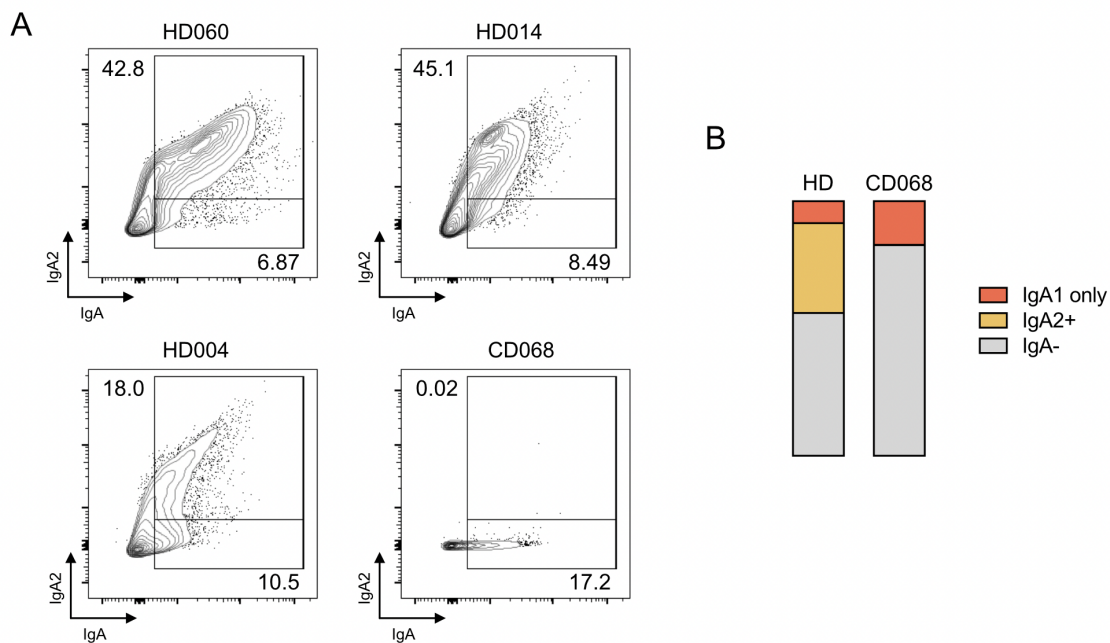 A
HD060
42.8
6.87
IgA2
IgA
HD014
45.1
8.49
IgA2
IgA
HD004
18.0
10.5
IgA2
IgA
CD068
0.02
17.2
IgA2
IgA
B
HD CD068
IgA1 only
IgA2+
IgA-